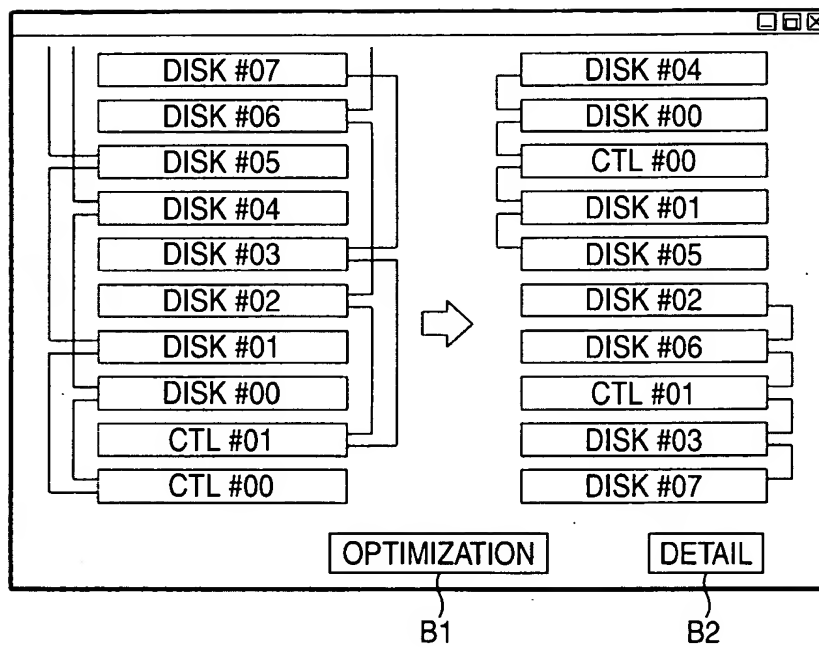 DISK #07
DISK #06
DISK #05
DISK #04
DISK #03
DISK #02
DISK #01
DISK #00
CTL #01
CTL #00
DISK #04
DISK #00
CTL #00
DISK #01
DISK #05
DISK #02
DISK #06
CTL #01
DISK #03
DISK #07
OPTIMIZATION
DETAIL
B1
B2